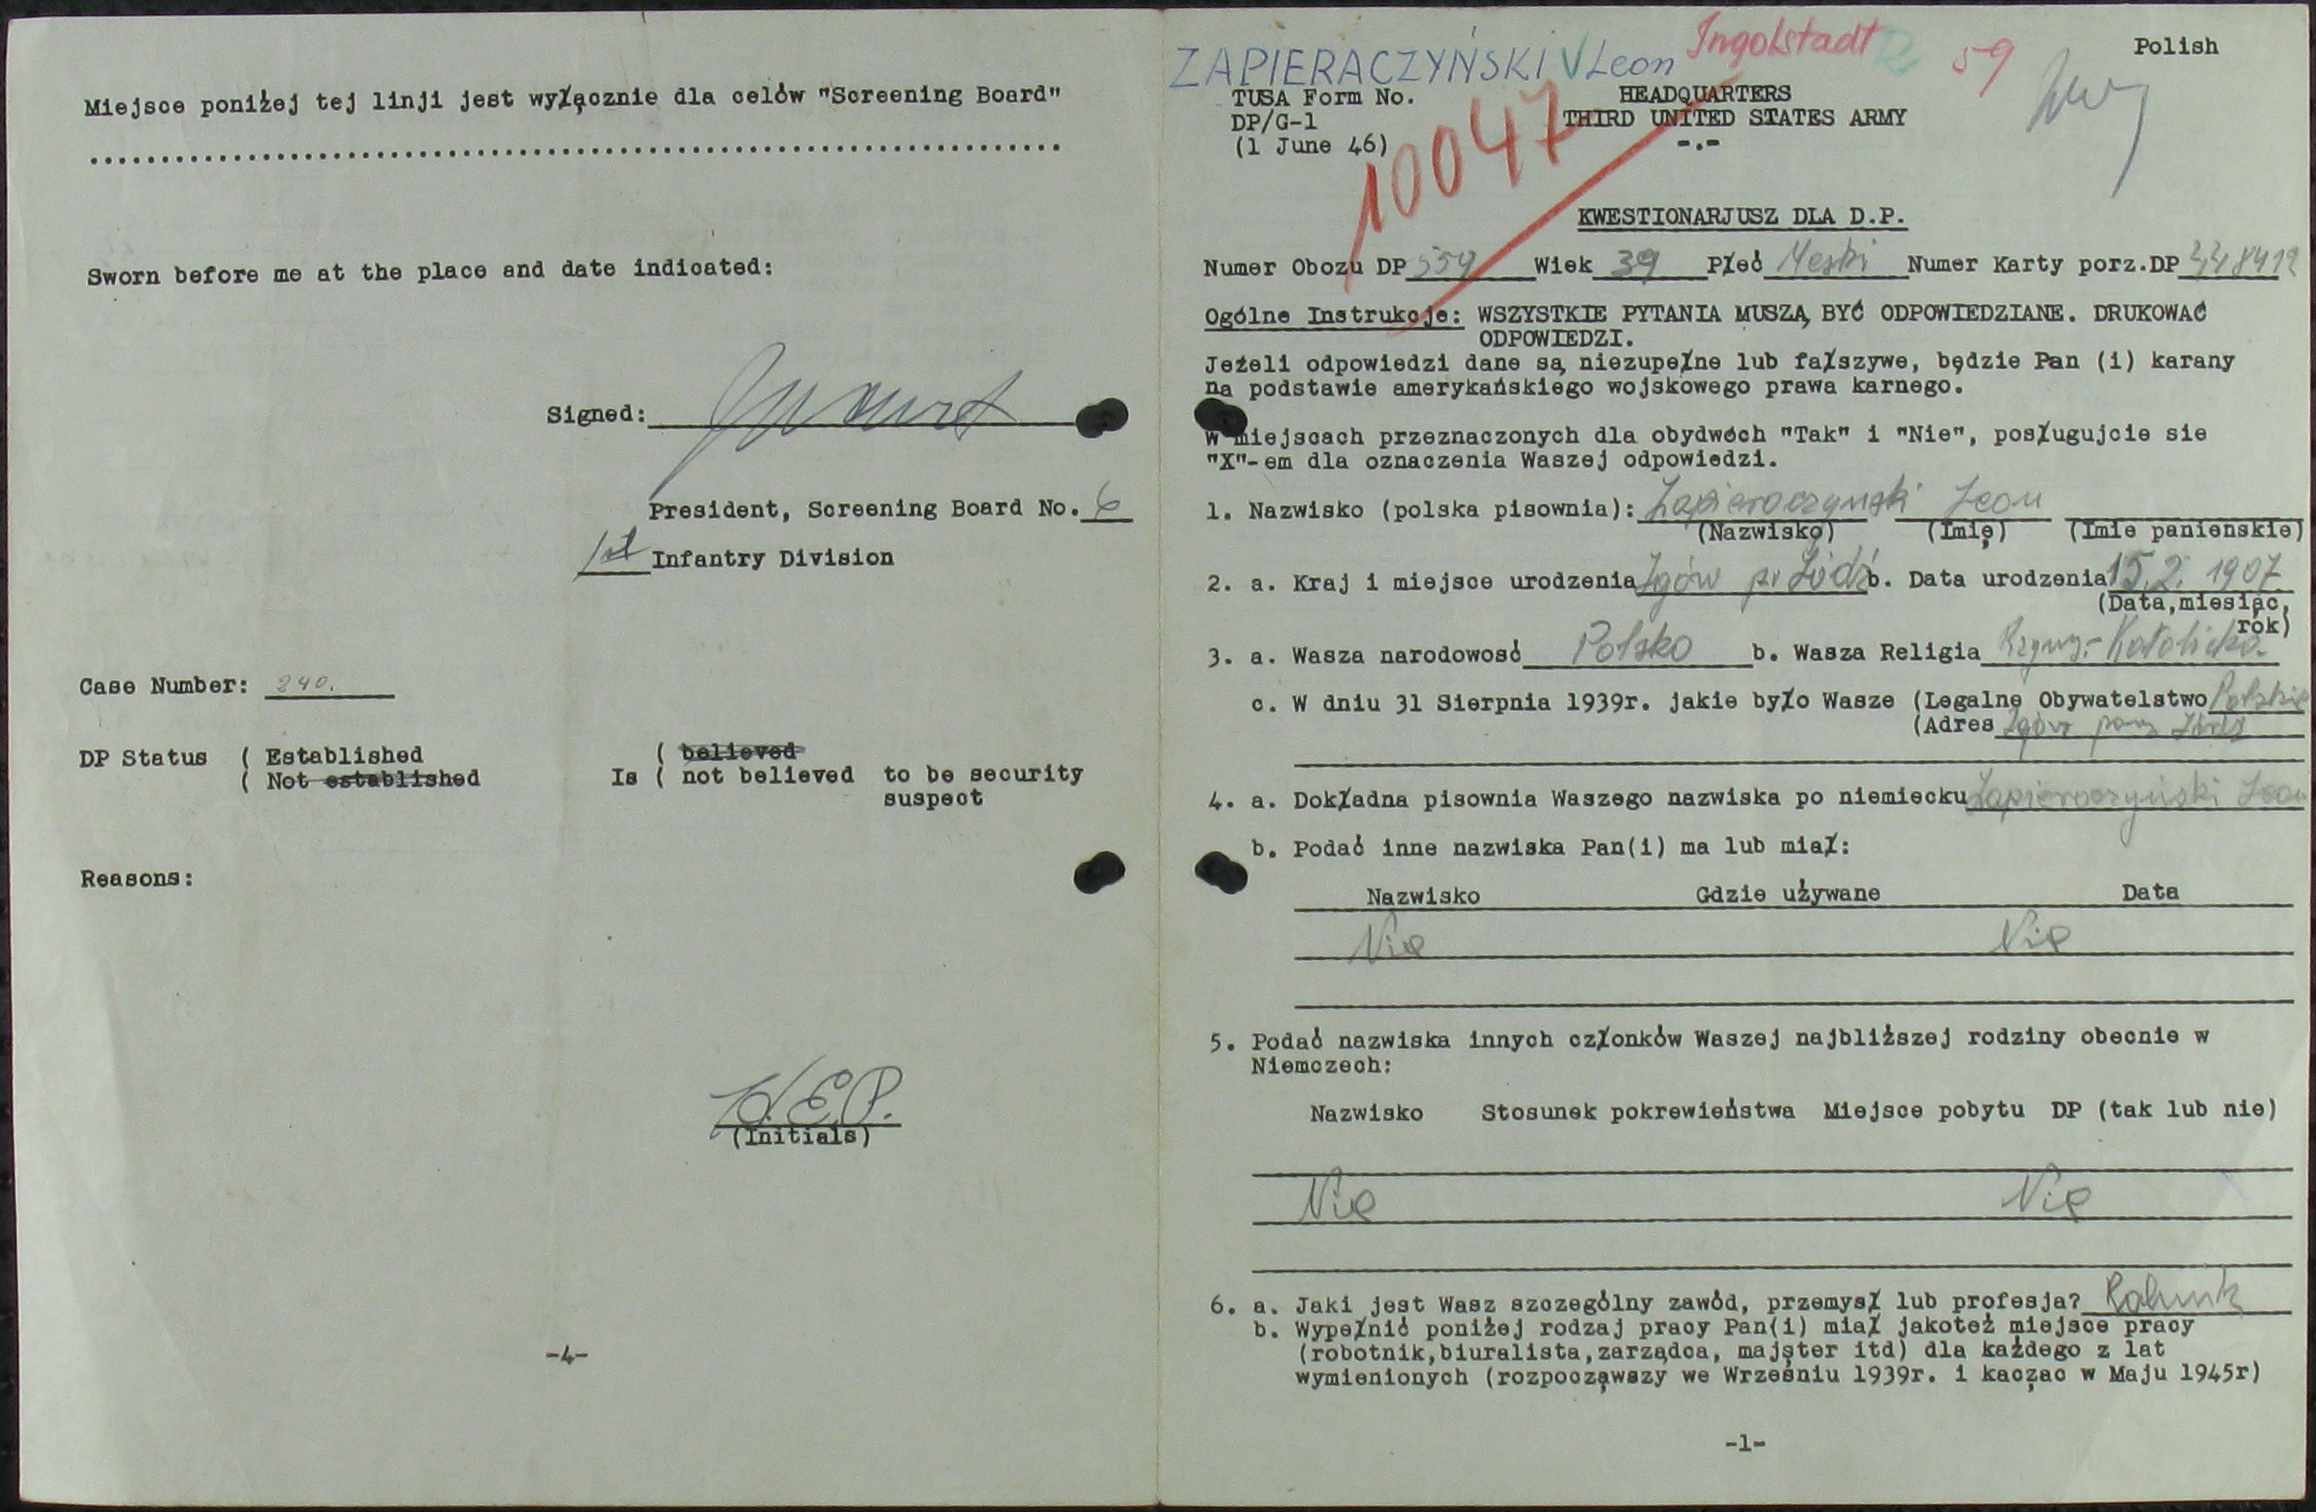 Miejsce poniżej tej linji jest wyłącznie dla celów "Screening Board"
Sworn before me at the place and date indicated:
Signed:
President, Screening Board No. 6
1st Infantry Division
Case Number: 240.
DP Status ( Established
( Not established
Is ( believed
( not believed to be security
suspect
Reasons:
H.E.P.
(Initials)
-4-
ZAPIERACZYŃSKI V Leon Ingolstadt 59 Polish
TUSA Form No.
DP/G-1
(1 June 46)
10047
HEADQUARTERS
THIRD UNITED STATES ARMY
-.-
KWESTIONARJUSZ DLA D.P.
Numer Obozu DP 554 Wiek 39 Płeć Męski Numer Karty porz.DP
Ogólne Instrukcje: WSZYSTKIE PYTANIA MUSZĄ BYĆ ODPOWIEDZIANE. DRUKOWAĆ
ODPOWIEDZI.
Jeżeli odpowiedzi dane są niezupełne lub fałszywe, będzie Pan (i) karany
na podstawie amerykańskiego wojskowego prawa karnego.
W miejscach przeznaczonych dla obydwóch "Tak" i "Nie", posługujcie sie
"X"-em dla oznaczenia Waszej odpowiedzi.
1. Nazwisko (polska pisownia): Zapieraczynski Leon
(Nazwisko) (Imię) (Imie panienskie)
2. a. Kraj i miejsce urodzenia Zgów p. Łódź b. Data urodzenia 15.2. 1907.
(Data,miesiąc,
rok)
3. a. Wasza narodowosć Polsko b. Wasza Religia Rzym.-Katolicka.
c. W dniu 31 Sierpnia 1939r. jakie było Wasze (Legalne Obywatelstwo Polskie
(Adres Zgów
4. a. Dokładna pisownia Waszego nazwiska po niemiecku Zapieraczyński Leon
b. Podać inne nazwiska Pan(i) ma lub miał:
Nazwisko Gdzie używane Data
Nie Nie
5. Podać nazwiska innych członków Waszej najbliższej rodziny obecnie w
Niemczech:
Nazwisko Stosunek pokrewieństwa Miejsce pobytu DP (tak lub nie)
Nie Nie
6. a. Jaki jest Wasz szczególny zawód, przemysł lub profesja? Rolnik
b. Wypełnić poniżej rodzaj pracy Pan(i) miał jakoteż miejsce pracy
(robotnik,biuralista,zarządca, majster itd) dla każdego z lat
wymienionych (rozpocząwszy we Wrześniu 1939r. i kacząc w Maju 1945r)
-1-